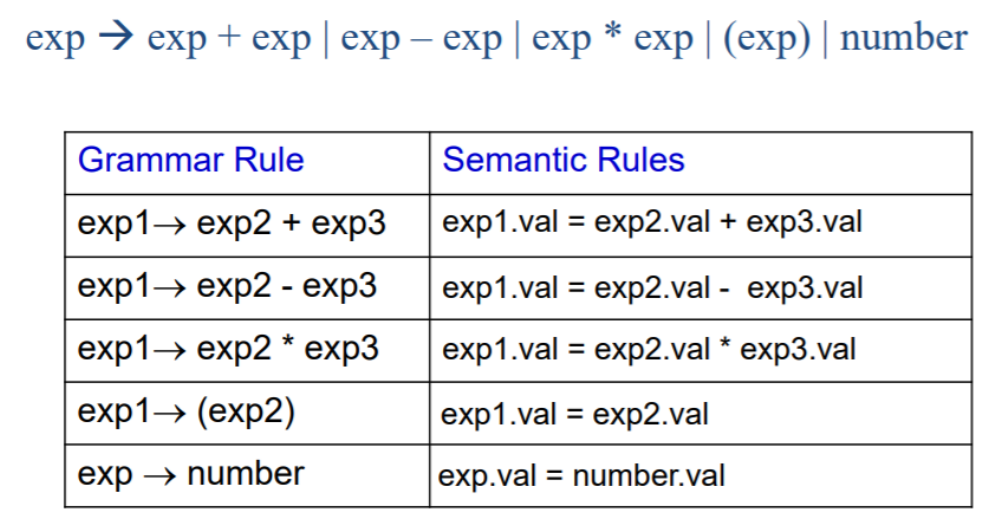 exp → exp + exp | exp – exp | exp * exp | (exp) | number
Grammar Rule Semantic Rules
exp1→ exp2 + exp3 exp1.val = exp2.val + exp3.val
exp1→ exp2 - exp3 exp1.val = exp2.val - exp3.val
exp1→ exp2 * exp3 exp1.val = exp2.val * exp3.val
exp1→ (exp2) exp1.val = exp2.val
exp → number exp.val = number.val